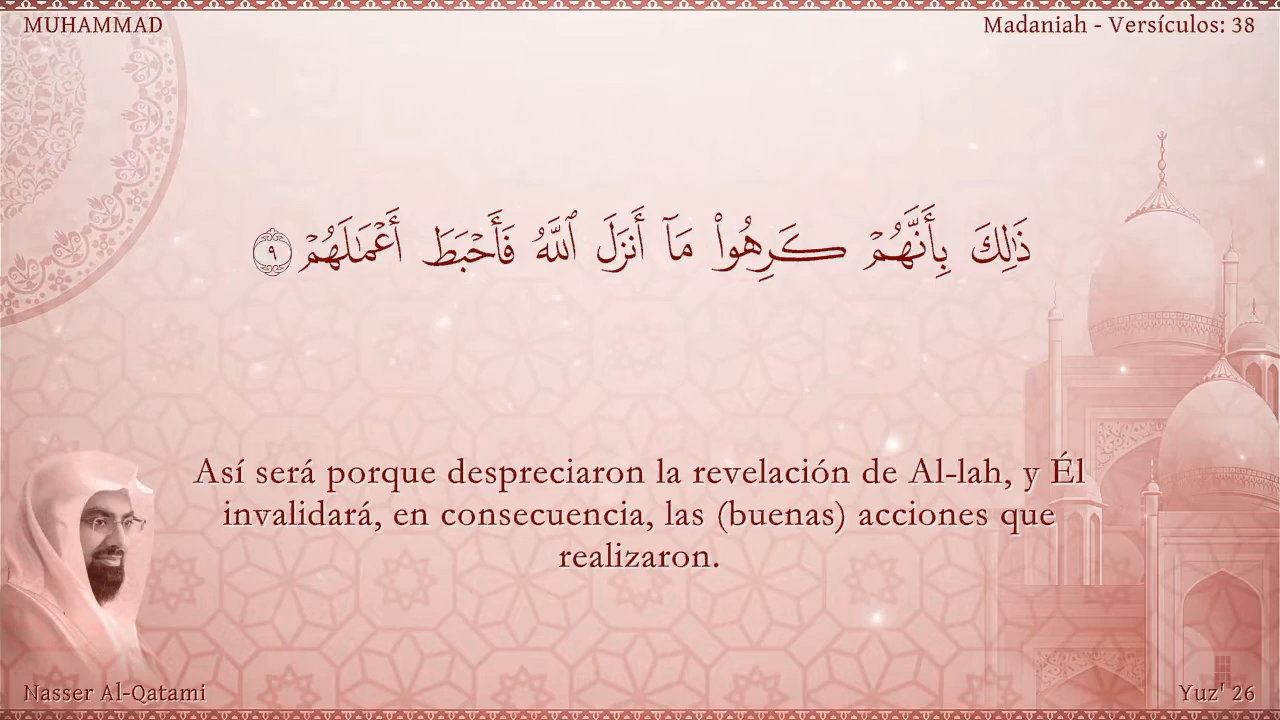 MUHAMMAD
Madaniah - Versículos: 38
ذَٰلِكَ بِأَنَّهُمْ كَرِهُوا۟ مَآ أَنزَلَ ٱللَّهُ فَأَحْبَطَ أَعْمَـٰلَهُمْ ٩
Así será porque despreciaron la revelación de Al-lah, y Él
invalidará, en consecuencia, las (buenas) acciones que
realizaron.
Nasser Al-Qatami
Yuz' 26